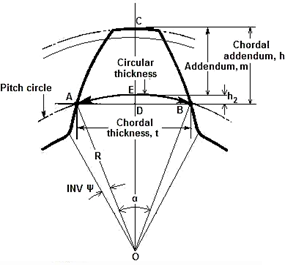 C
Chordal
addendum, h
Circular
thickness
Addendum, m
Pitch circle
E
h2
A
B
D
Chordal
thickness, t
R
INV Ψ
α
O